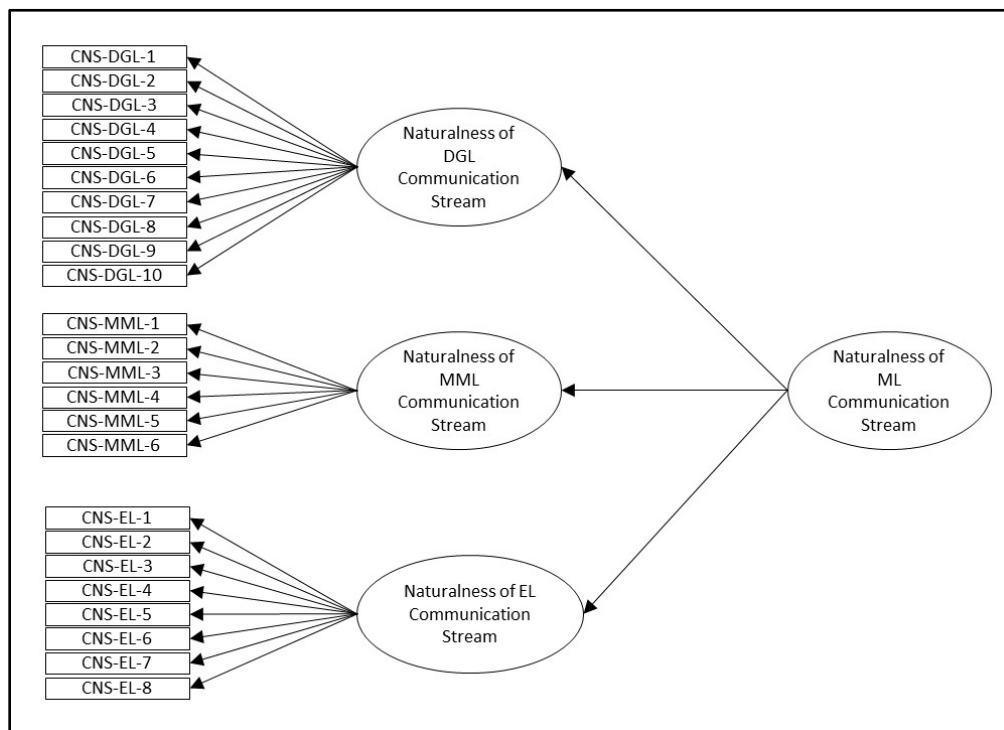 CNS-DGL-1
CNS-DGL-2
CNS-DGL-3
CNS-DGL-4
CNS-DGL-5
CNS-DGL-6
CNS-DGL-7
CNS-DGL-8
CNS-DGL-9
CNS-DGL-10
Naturalness of
DGL
Communication
Stream
CNS-MML-1
CNS-MML-2
CNS-MML-3
CNS-MML-4
CNS-MML-5
CNS-MML-6
Naturalness of
MML
Communication
Stream
Naturalness of
ML
Communication
Stream
CNS-EL-1
CNS-EL-2
CNS-EL-3
CNS-EL-4
CNS-EL-5
CNS-EL-6
CNS-EL-7
CNS-EL-8
Naturalness of EL
Communication
Stream